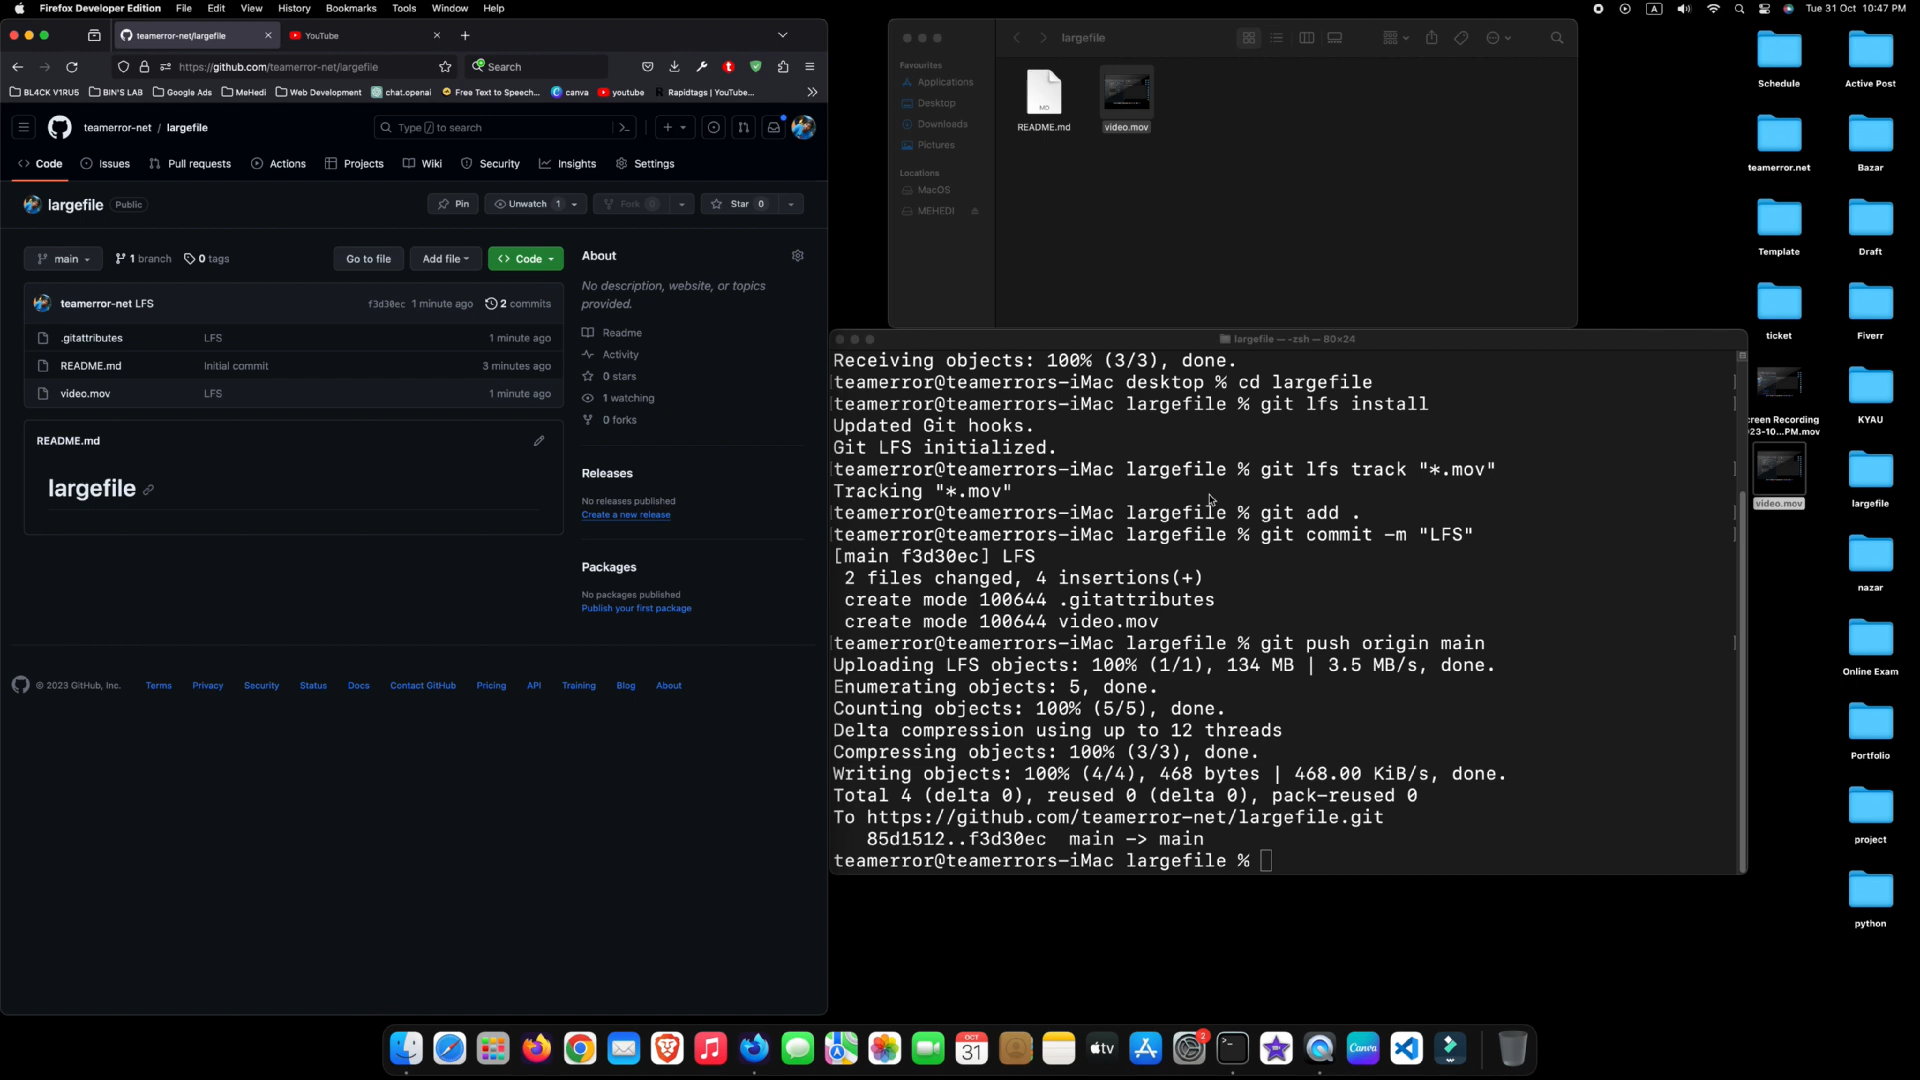 Firefox Developer Edition File Edit View History Bookmarks Tools Window Help
A Tue 31 Oct 10:47 PM
teamerror-net/largefile
YouTube
https://github.com/teamerror-net/largefile
Search
BL4CK V1RU5 BIN'S LAB Google Ads MeHedi Web Development chat.openai Free Text to Speech... canva youtube Rapidtags | YouTube...
teamerror-net / largefile
Type / to search
Code Issues Pull requests Actions Projects Wiki Security Insights Settings
largefile Public
Pin Unwatch 1 Fork 0 Star 0
main 1 branch 0 tags
Go to file Add file Code
teamerror-net LFS f3d30ec 1 minute ago 2 commits
.gitattributes LFS 1 minute ago
README.md Initial commit 3 minutes ago
video.mov LFS 1 minute ago
README.md
largefile
About
No description, website, or topics
provided.
Readme
Activity
0 stars
1 watching
0 forks
Releases
No releases published
Create a new release
Packages
No packages published
Publish your first package
© 2023 GitHub, Inc. Terms Privacy Security Status Docs Contact GitHub Pricing API Training Blog About
largefile
Favourites
Applications
Desktop
Downloads
Pictures
Locations
MacOS
MEHEDI
MD
README.md
video.mov
largefile — -zsh — 80×24
Receiving objects: 100% (3/3), done.
[teamerror@teamerrors-iMac desktop % cd largefile ]
[teamerror@teamerrors-iMac largefile % git lfs install ]
Updated Git hooks.
Git LFS initialized.
[teamerror@teamerrors-iMac largefile % git lfs track "*.mov" ]
Tracking "*.mov"
[teamerror@teamerrors-iMac largefile % git add . ]
[teamerror@teamerrors-iMac largefile % git commit -m "LFS" ]
[main f3d30ec] LFS
2 files changed, 4 insertions(+)
create mode 100644 .gitattributes
create mode 100644 video.mov
[teamerror@teamerrors-iMac largefile % git push origin main ]
Uploading LFS objects: 100% (1/1), 134 MB | 3.5 MB/s, done.
Enumerating objects: 5, done.
Counting objects: 100% (5/5), done.
Delta compression using up to 12 threads
Compressing objects: 100% (3/3), done.
Writing objects: 100% (4/4), 468 bytes | 468.00 KiB/s, done.
Total 4 (delta 0), reused 0 (delta 0), pack-reused 0
To https://github.com/teamerror-net/largefile.git
85d1512..f3d30ec main -> main
teamerror@teamerrors-iMac largefile %
Schedule
Active Post
teamerror.net
Bazar
Template
Draft
ticket
Fiverr
reen Recording
23-10...PM.mov
KYAU
video.mov
largefile
nazar
Online Exam
Portfolio
project
python
OCT
31
tv
2
Canva